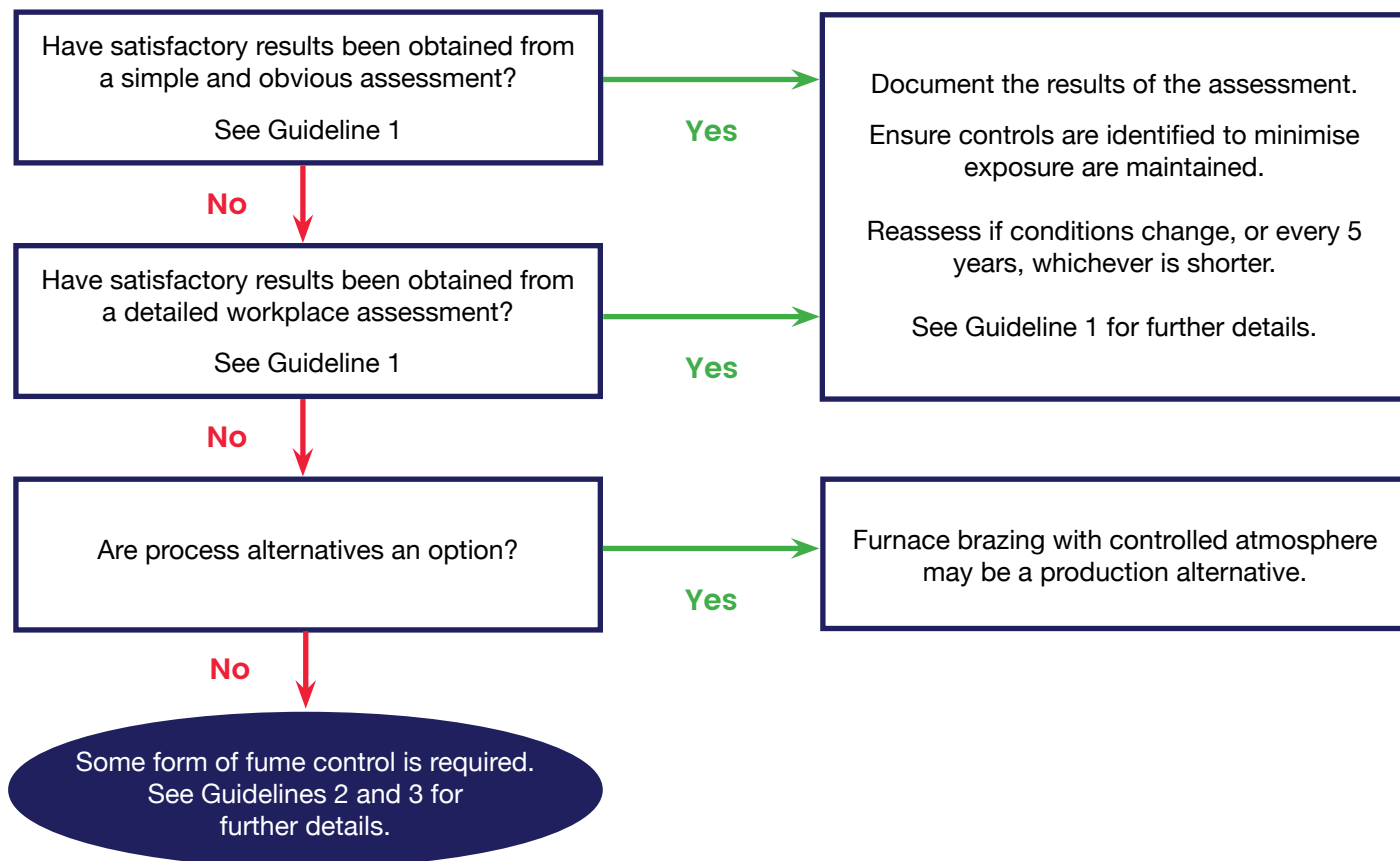 Have satisfactory results been obtained from
a simple and obvious assessment?
See Guideline 1
Yes
Document the results of the assessment.
Ensure controls are identified to minimise
exposure are maintained.
Reassess if conditions change, or every 5
years, whichever is shorter.
See Guideline 1 for further details.
No
Have satisfactory results been obtained from
a detailed workplace assessment?
See Guideline 1
Yes
No
Are process alternatives an option?
Yes
Furnace brazing with controlled atmosphere
may be a production alternative.
No
Some form of fume control is required.
See Guidelines 2 and 3 for
further details.